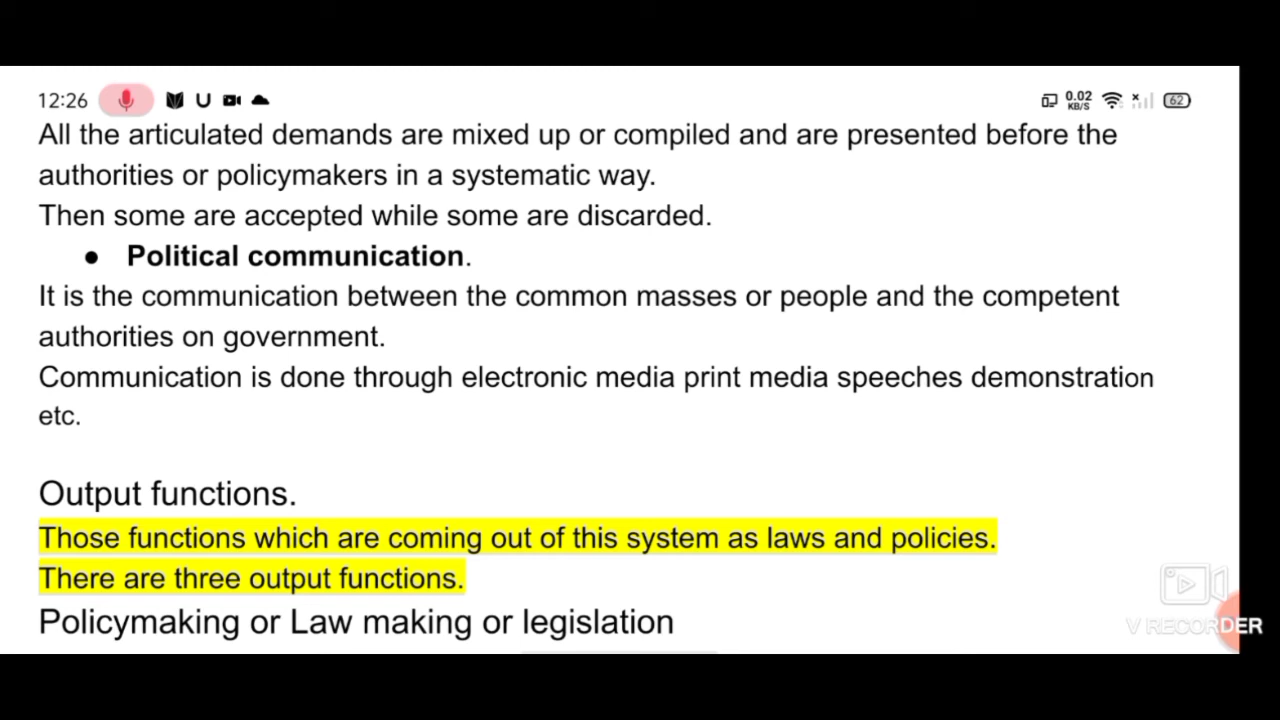 12:26 0.02 KB/S 62
All the articulated demands are mixed up or compiled and are presented before the
authorities or policymakers in a systematic way.
Then some are accepted while some are discarded.
● Political communication.
It is the communication between the common masses or people and the competent
authorities on government.
Communication is done through electronic media print media speeches demonstration
etc.
Output functions.
Those functions which are coming out of this system as laws and policies.
There are three output functions.
Policymaking or Law making or legislation
V RECORDER